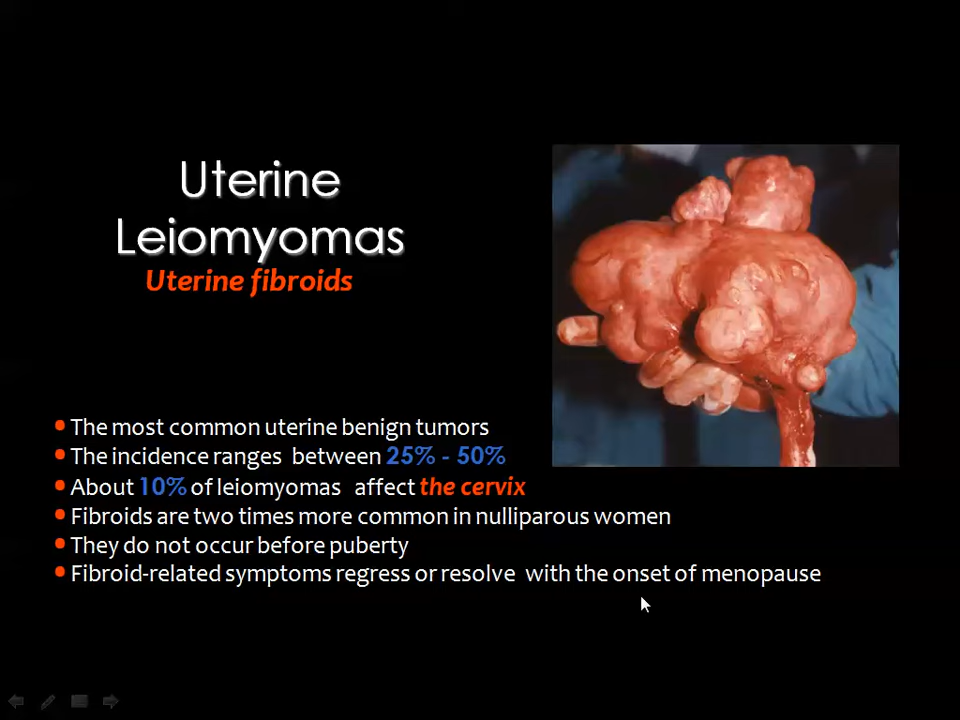 Uterine
Leiomyomas
Uterine fibroids
• The most common uterine benign tumors
• The incidence ranges between 25% - 50%
• About 10% of leiomyomas affect the cervix
• Fibroids are two times more common in nulliparous women
• They do not occur before puberty
• Fibroid-related symptoms regress or resolve with the onset of menopause